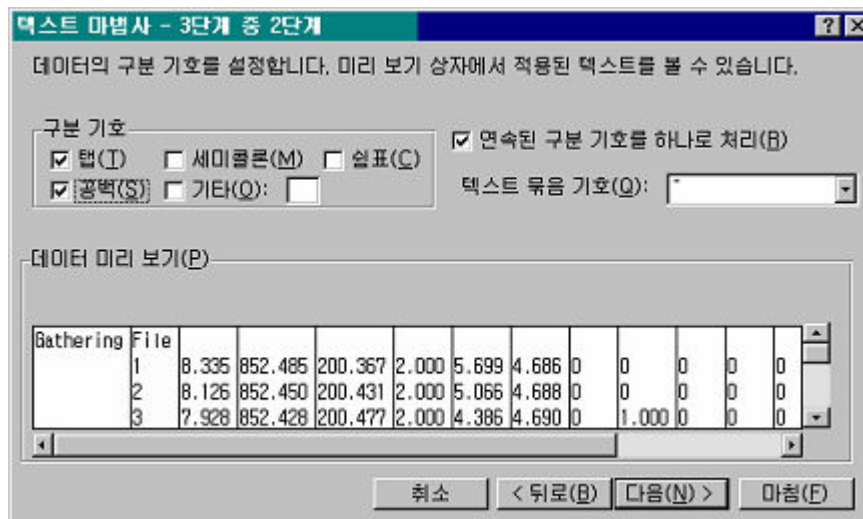 텍스트 마법사 - 3단계 중 2단계
데이터의 구분 기호를 설정합니다. 미리 보기 상자에서 적용된 텍스트를 볼 수 있습니다.
구분 기호
탭(T) 세미콜론(M) 쉼표(C)
공백(S) 기타(O):
연속된 구분 기호를 하나로 처리(R)
텍스트 묶음 기호(Q): "
데이터 미리 보기(P)
Gathering File
1 8.335 852.485 200.367 2.000 5.699 4.686 0 0 0 0 0
2 8.126 852.450 200.431 2.000 5.066 4.688 0 0 0 0 0
3 7.928 852.428 200.477 2.000 4.386 4.690 0 1.000 0 0 0
취소 < 뒤로(B) 다음(N) > 마침(F)